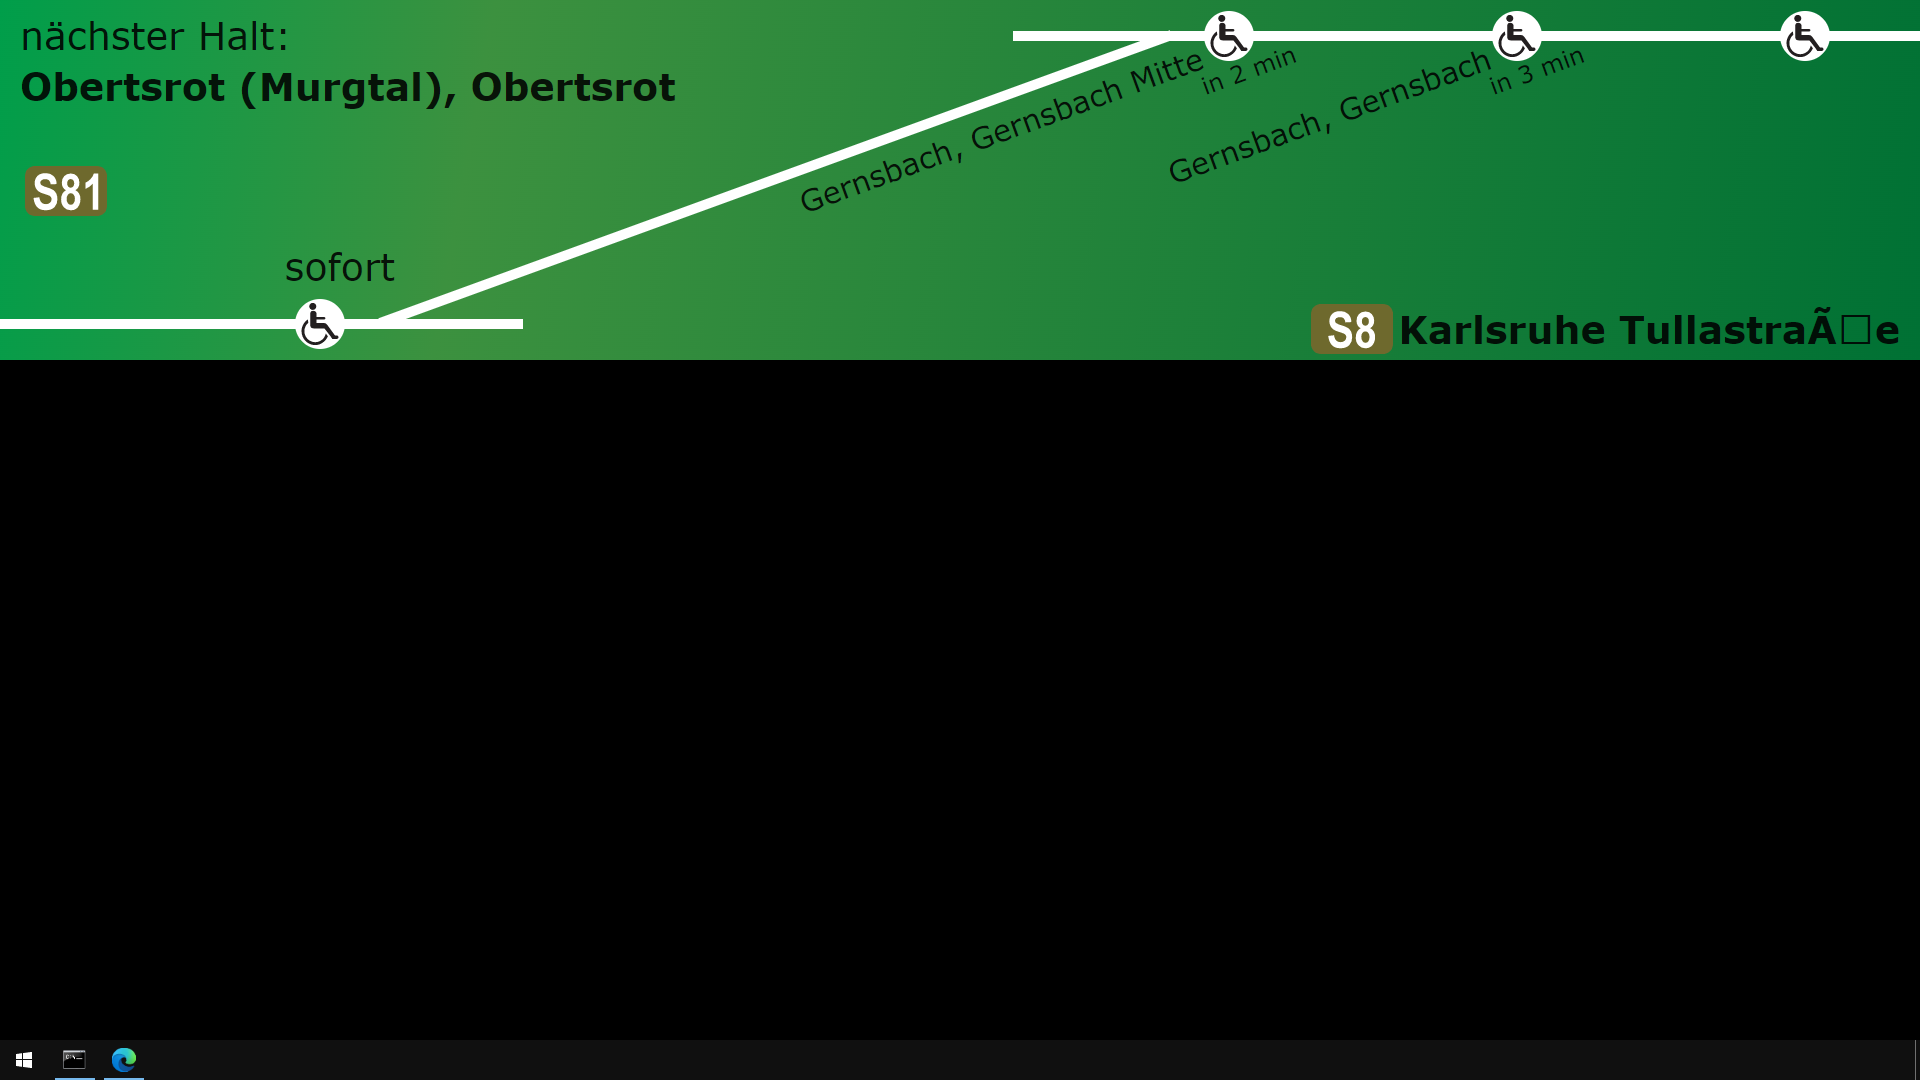 nächster Halt:
Obertsrot (Murgtal), Obertsrot
S81
sofort
Gernsbach, Gernsbach Mitte
in 2 min
Gernsbach, Gernsbach
in 3 min
S8 Karlsruhe TullastraÃ□e